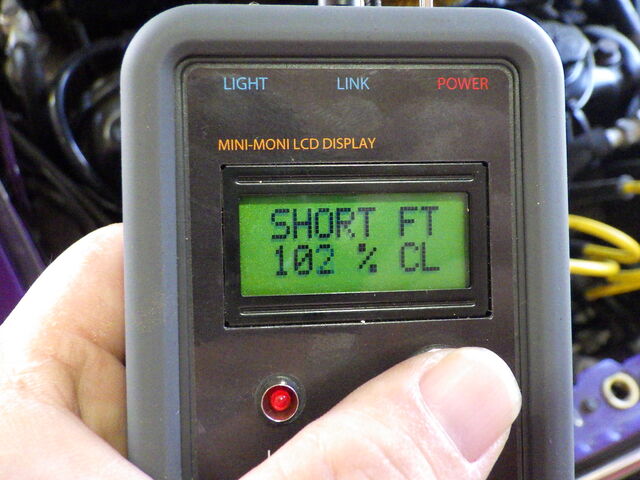 LIGHT LINK POWER
MINI-MONI LCD DISPLAY
SHORT FT
102 % CL